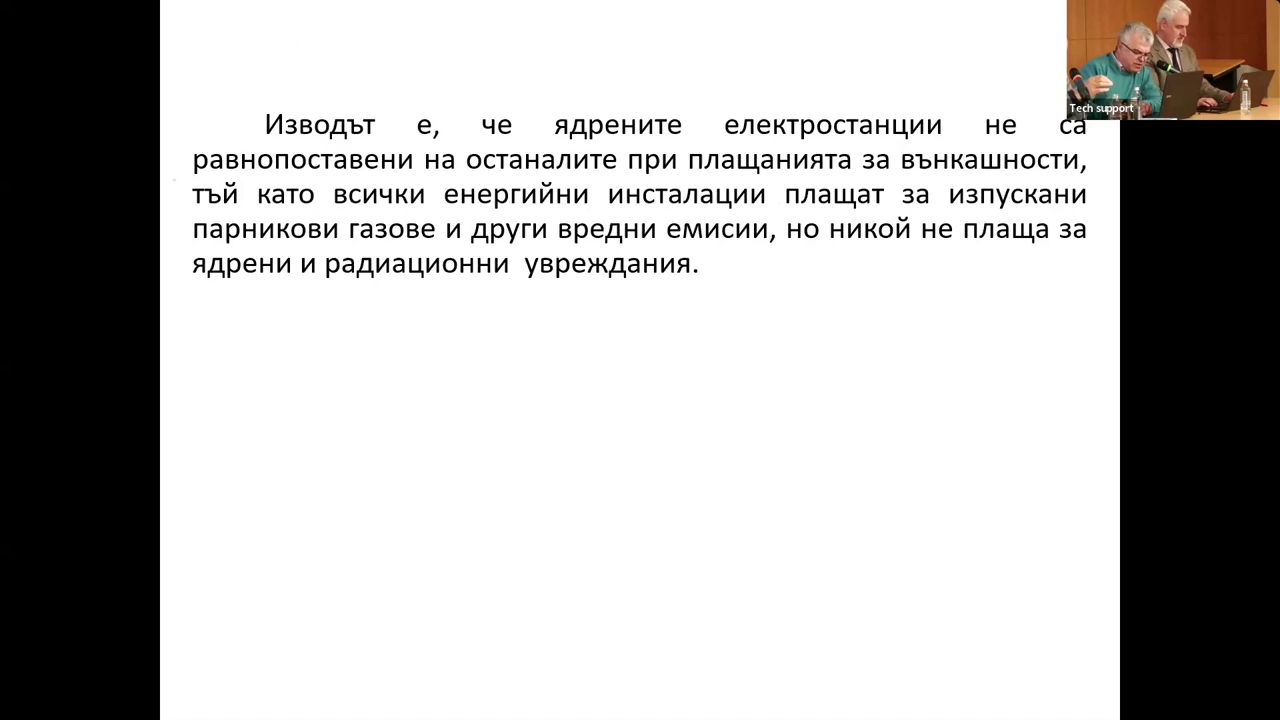 Tech support
Изводът е, че ядрените електростанции не са
равнопоставени на останалите при плащанията за вънкашности,
тъй като всички енергийни инсталации плащат за изпускани
парникови газове и други вредни емисии, но никой не плаща за
ядрени и радиационни увреждания.